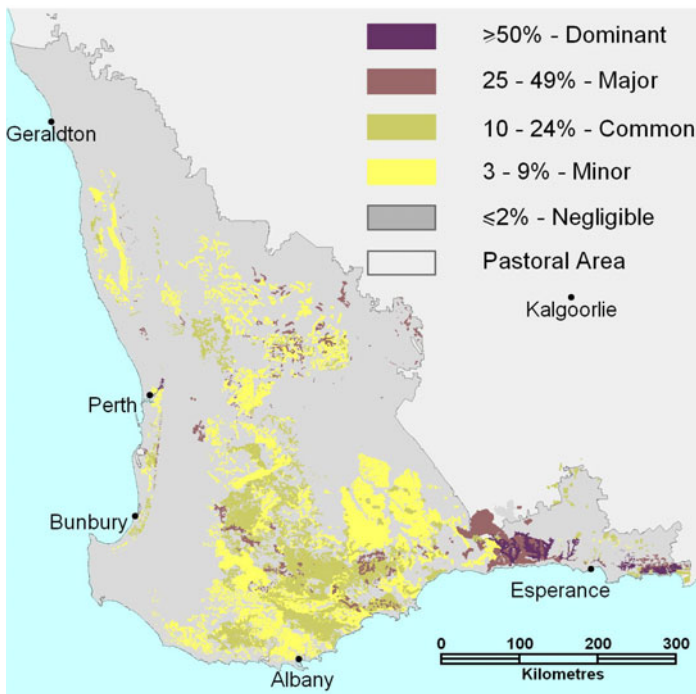 ≥50% - Dominant
25 - 49% - Major
10 - 24% - Common
3 - 9% - Minor
≤2% - Negligible
Pastoral Area
Geraldton
Kalgoorlie
Perth
Bunbury
Esperance
Albany
0 100 200 300
Kilometres